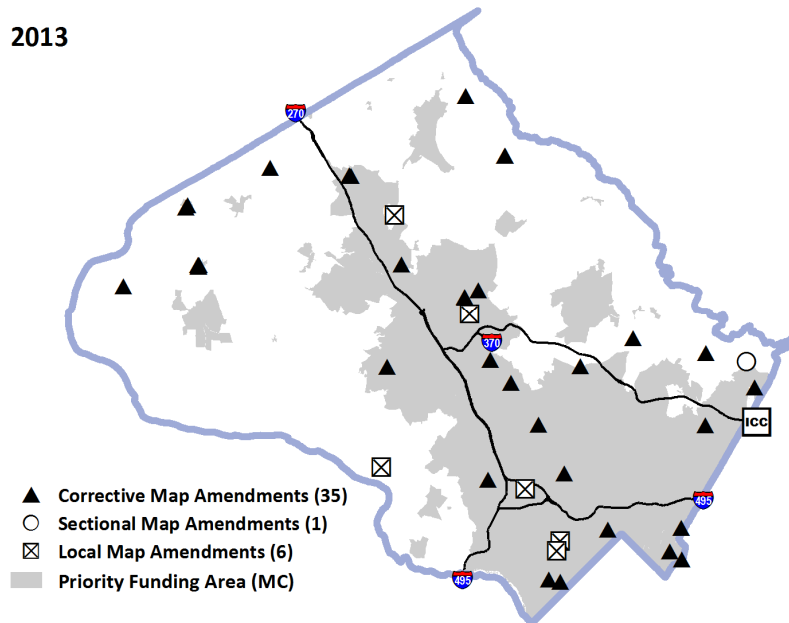 2013
270
370
ICC
495
495
Corrective Map Amendments (35)
Sectional Map Amendments (1)
Local Map Amendments (6)
Priority Funding Area (MC)